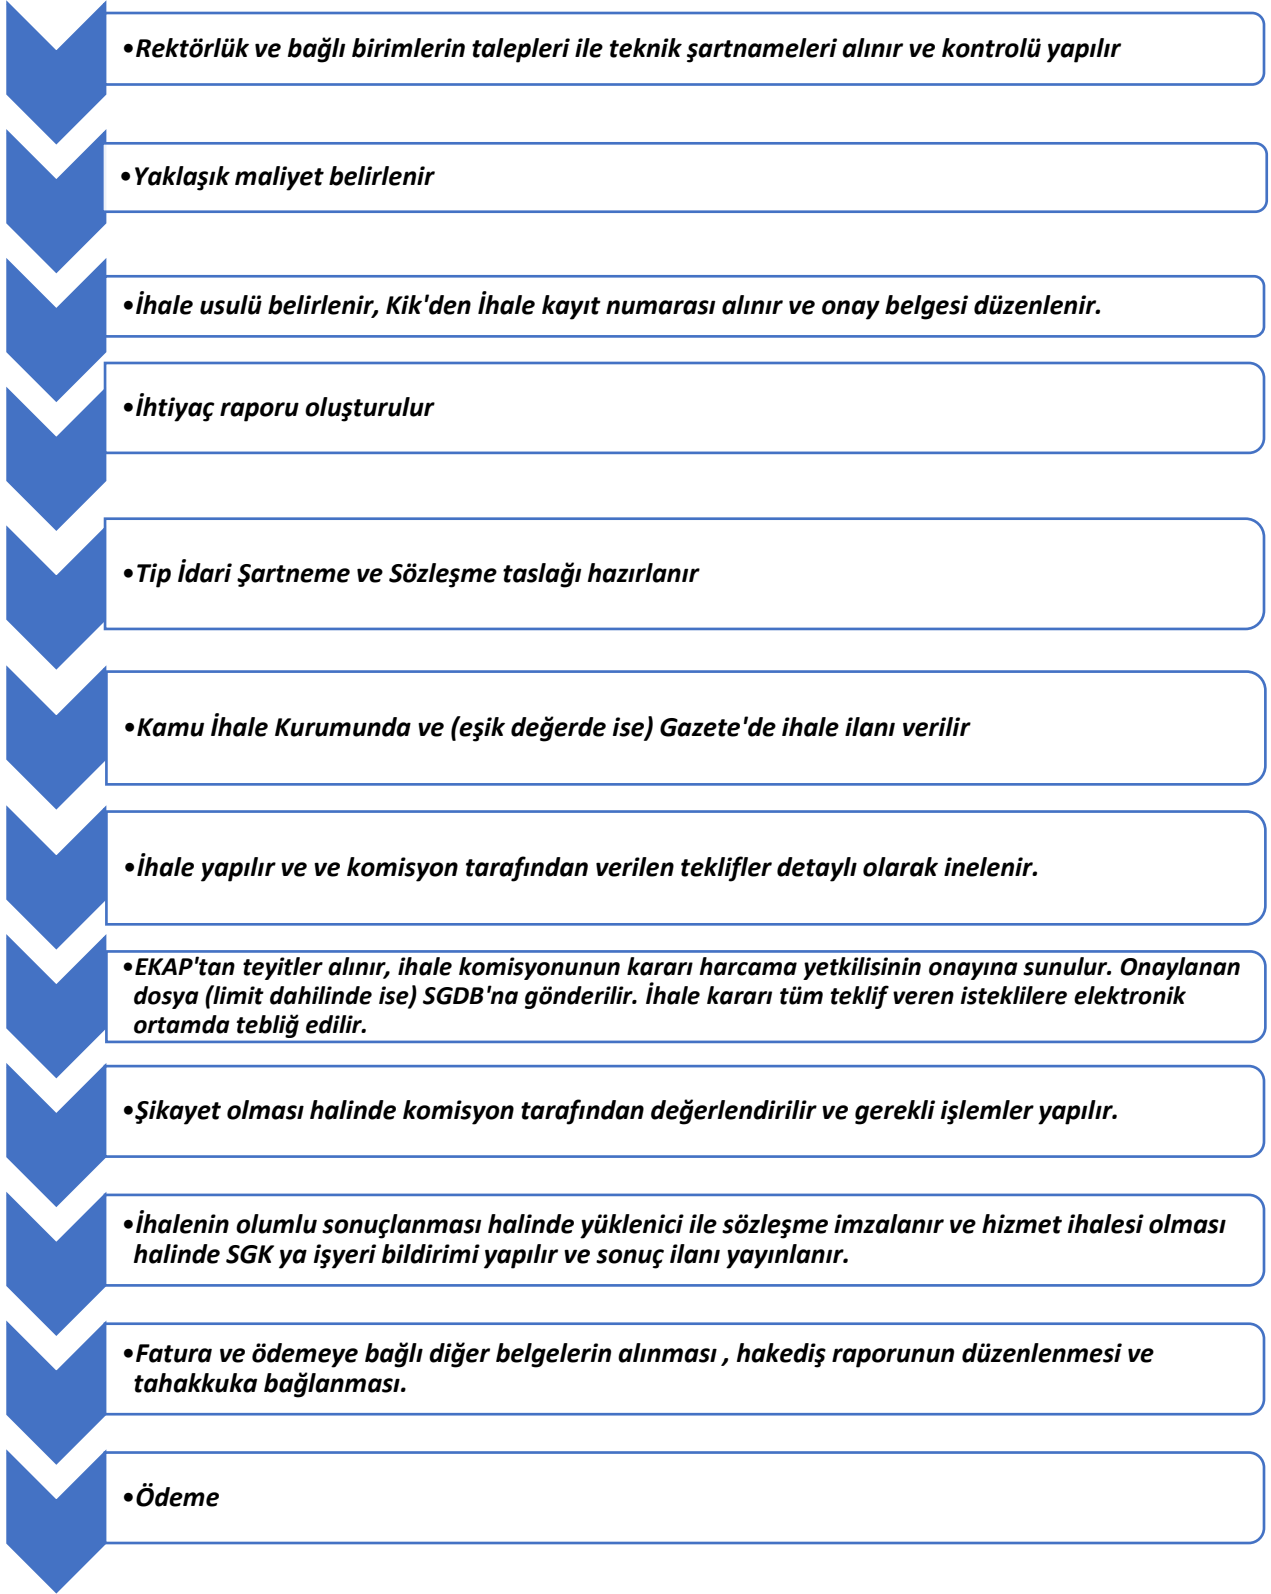 •Rektörlük ve bağlı birimlerin talepleri ile teknik şartnameleri alınır ve kontrolü yapılır
•Yaklaşık maliyet belirlenir
•İhale usulü belirlenir, Kik'den İhale kayıt numarası alınır ve onay belgesi düzenlenir.
•İhtiyaç raporu oluşturulur
•Tip İdari Şartneme ve Sözleşme taslağı hazırlanır
•Kamu İhale Kurumunda ve (eşik değerde ise) Gazete'de ihale ilanı verilir
•İhale yapılır ve ve komisyon tarafından verilen teklifler detaylı olarak inelenir.
•EKAP'tan teyitler alınır, ihale komisyonunun kararı harcama yetkilisinin onayına sunulur. Onaylanan
dosya (limit dahilinde ise) SGDB'na gönderilir. İhale kararı tüm teklif veren isteklilere elektronik
ortamda tebliğ edilir.
•Şikayet olması halinde komisyon tarafından değerlendirilir ve gerekli işlemler yapılır.
•İhalenin olumlu sonuçlanması halinde yüklenici ile sözleşme imzalanır ve hizmet ihalesi olması
halinde SGK ya işyeri bildirimi yapılır ve sonuç ilanı yayınlanır.
•Fatura ve ödemeye bağlı diğer belgelerin alınması , hakediş raporunun düzenlenmesi ve
tahakkuka bağlanması.
•Ödeme